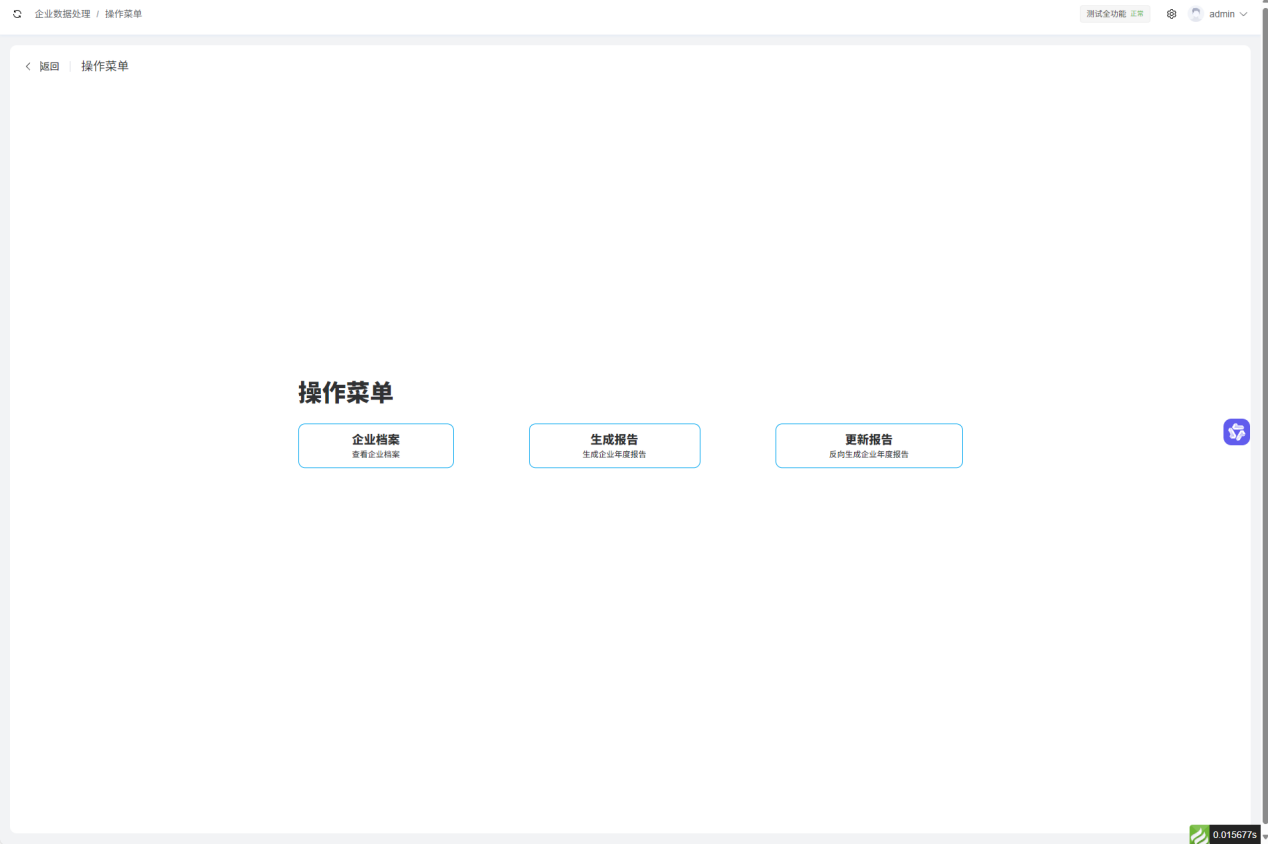 企业数据处理 / 操作菜单
测试全功能 正常
admin
返回
操作菜单
操作菜单
企业档案
查看企业档案
生成报告
生成企业年度报告
更新报告
反向生成企业年度报告
0.015677s